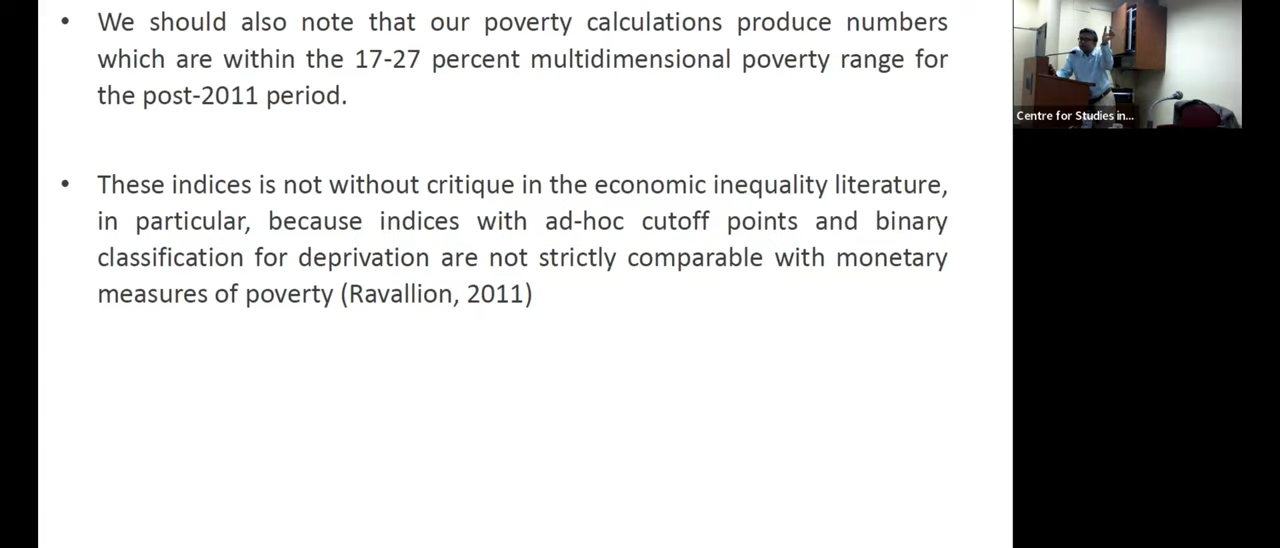 • We should also note that our poverty calculations produce numbers
which are within the 17-27 percent multidimensional poverty range for
the post-2011 period.
• These indices is not without critique in the economic inequality literature,
in particular, because indices with ad-hoc cutoff points and binary
classification for deprivation are not strictly comparable with monetary
measures of poverty (Ravallion, 2011)
Centre for Studies in...